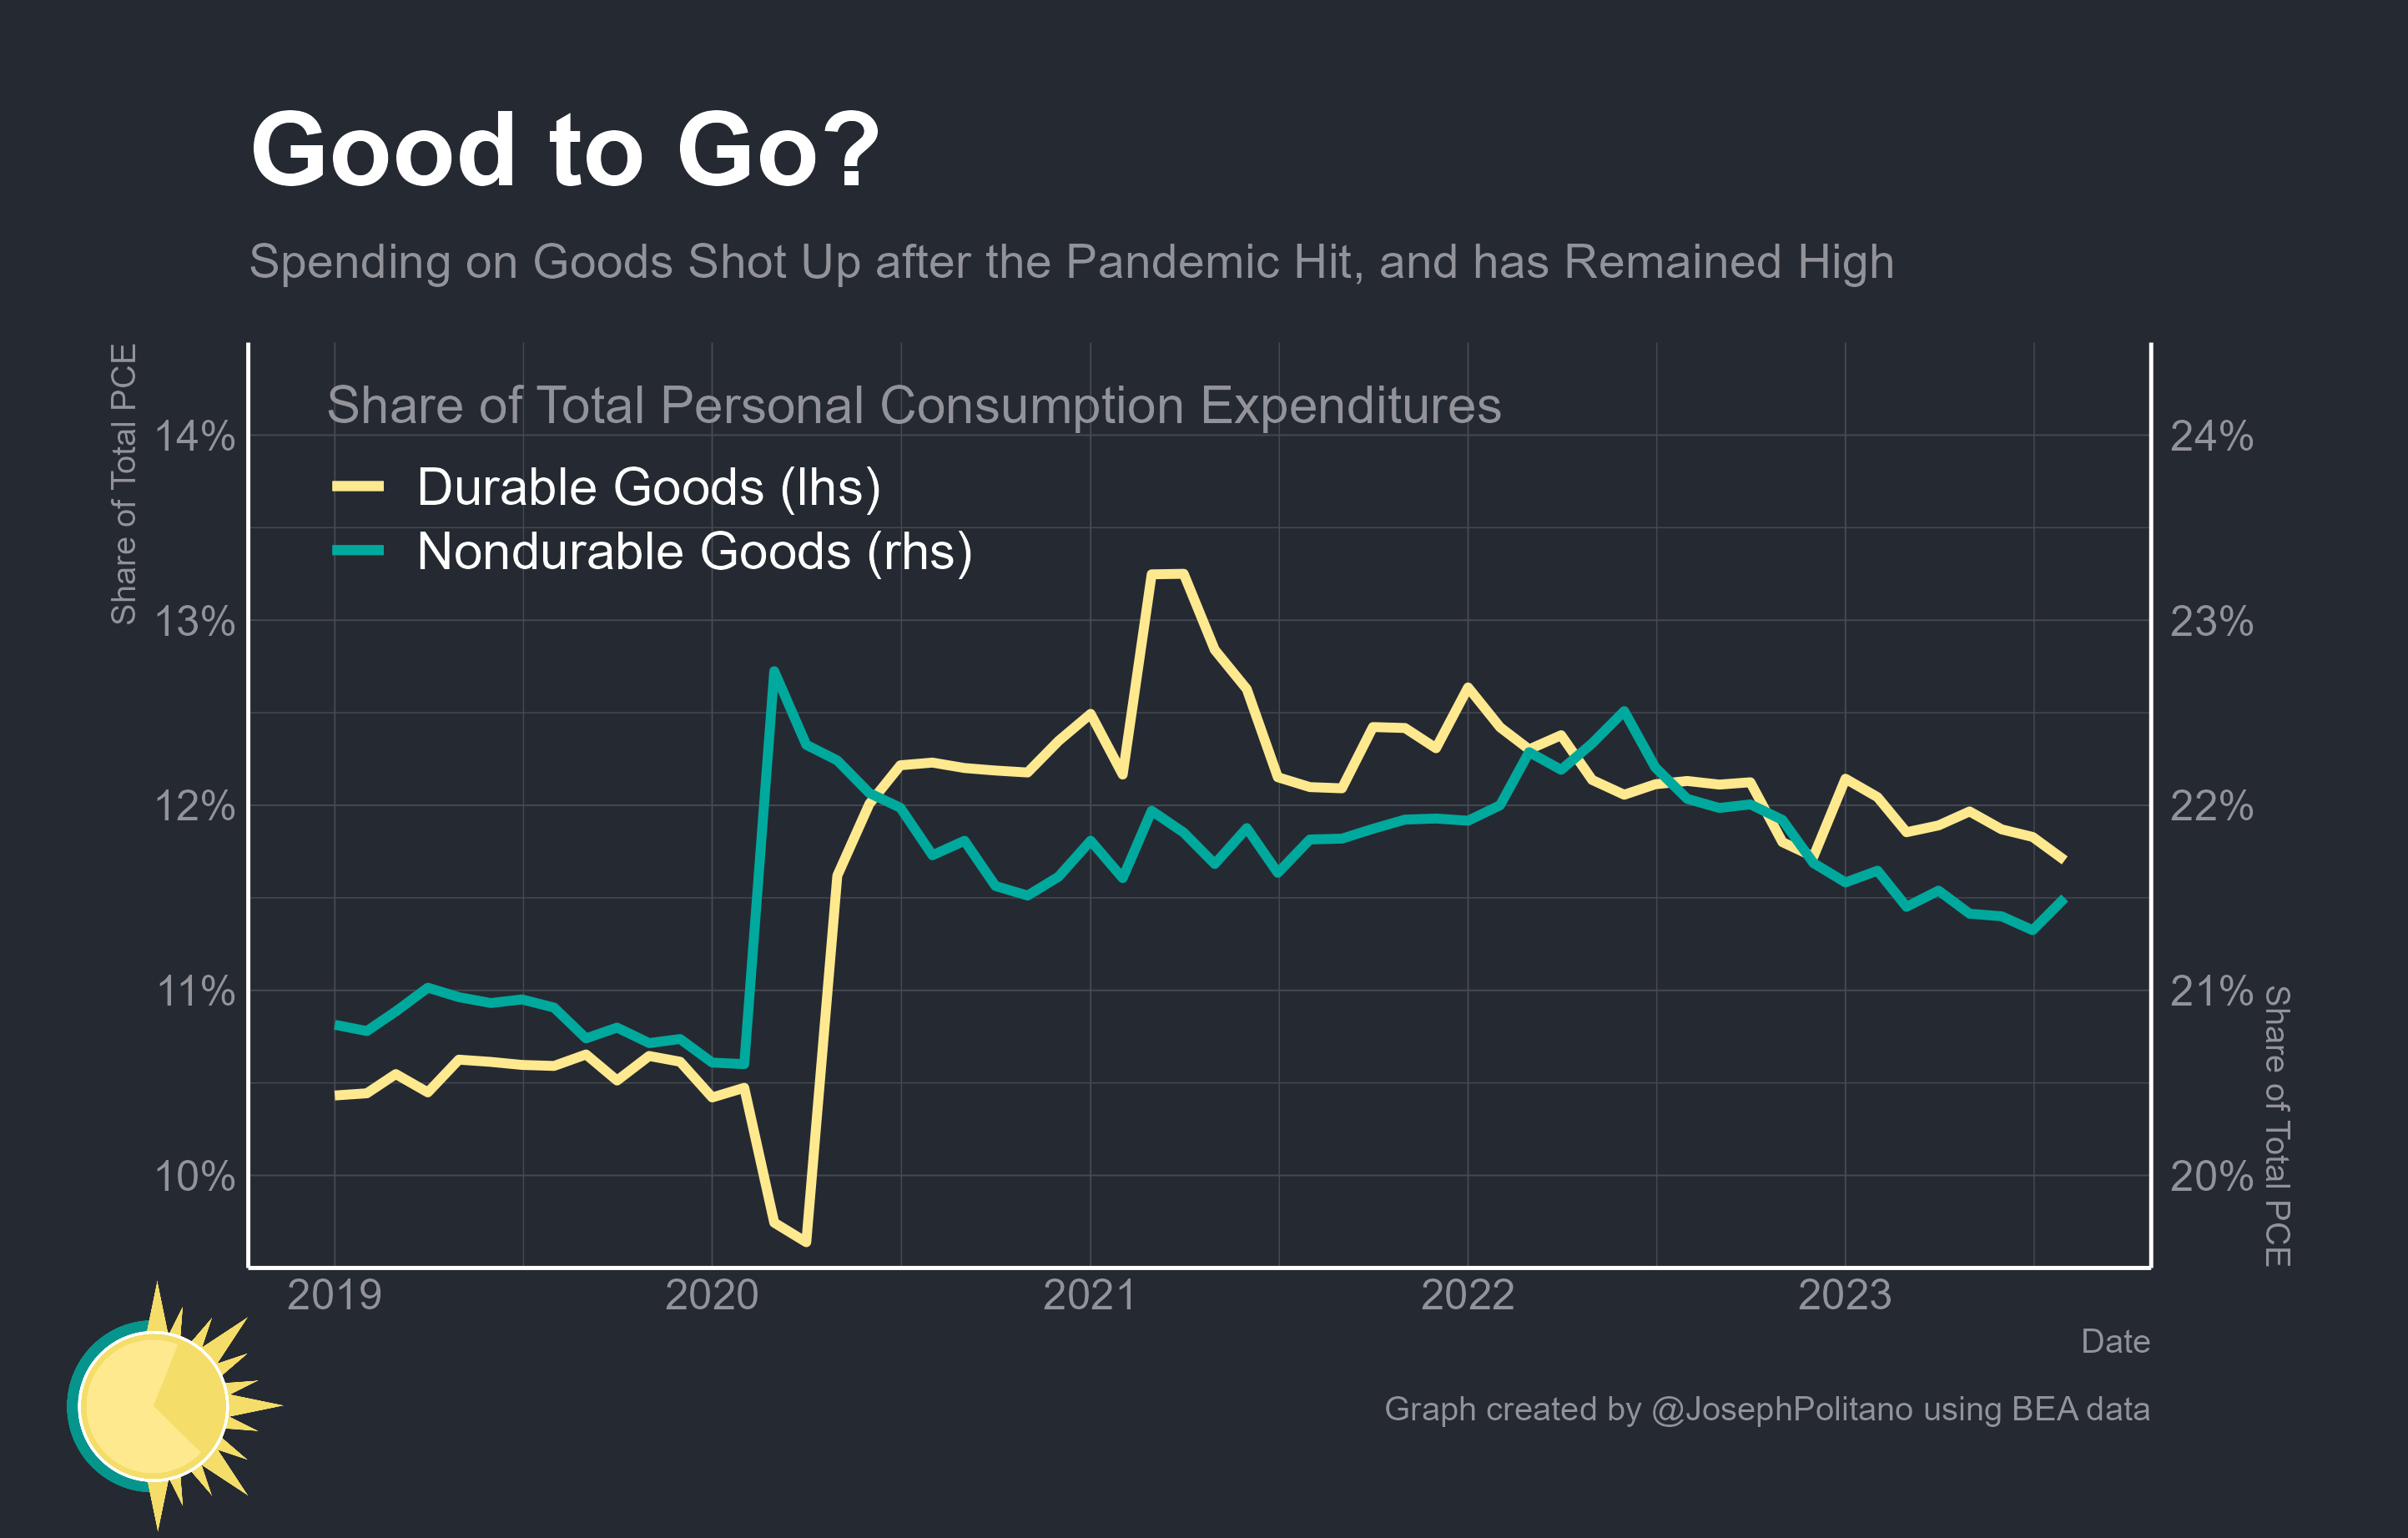 Good to Go?
Spending on Goods Shot Up after the Pandemic Hit, and has Remained High
Share of Total PCE
Share of Total Personal Consumption Expenditures
Durable Goods (lhs)
Nondurable Goods (rhs)
14%
13%
12%
11%
10%
24%
23%
22%
21%
20%
Share of Total PCE
2019
2020
2021
2022
2023
Date
Graph created by @JosephPolitano using BEA data